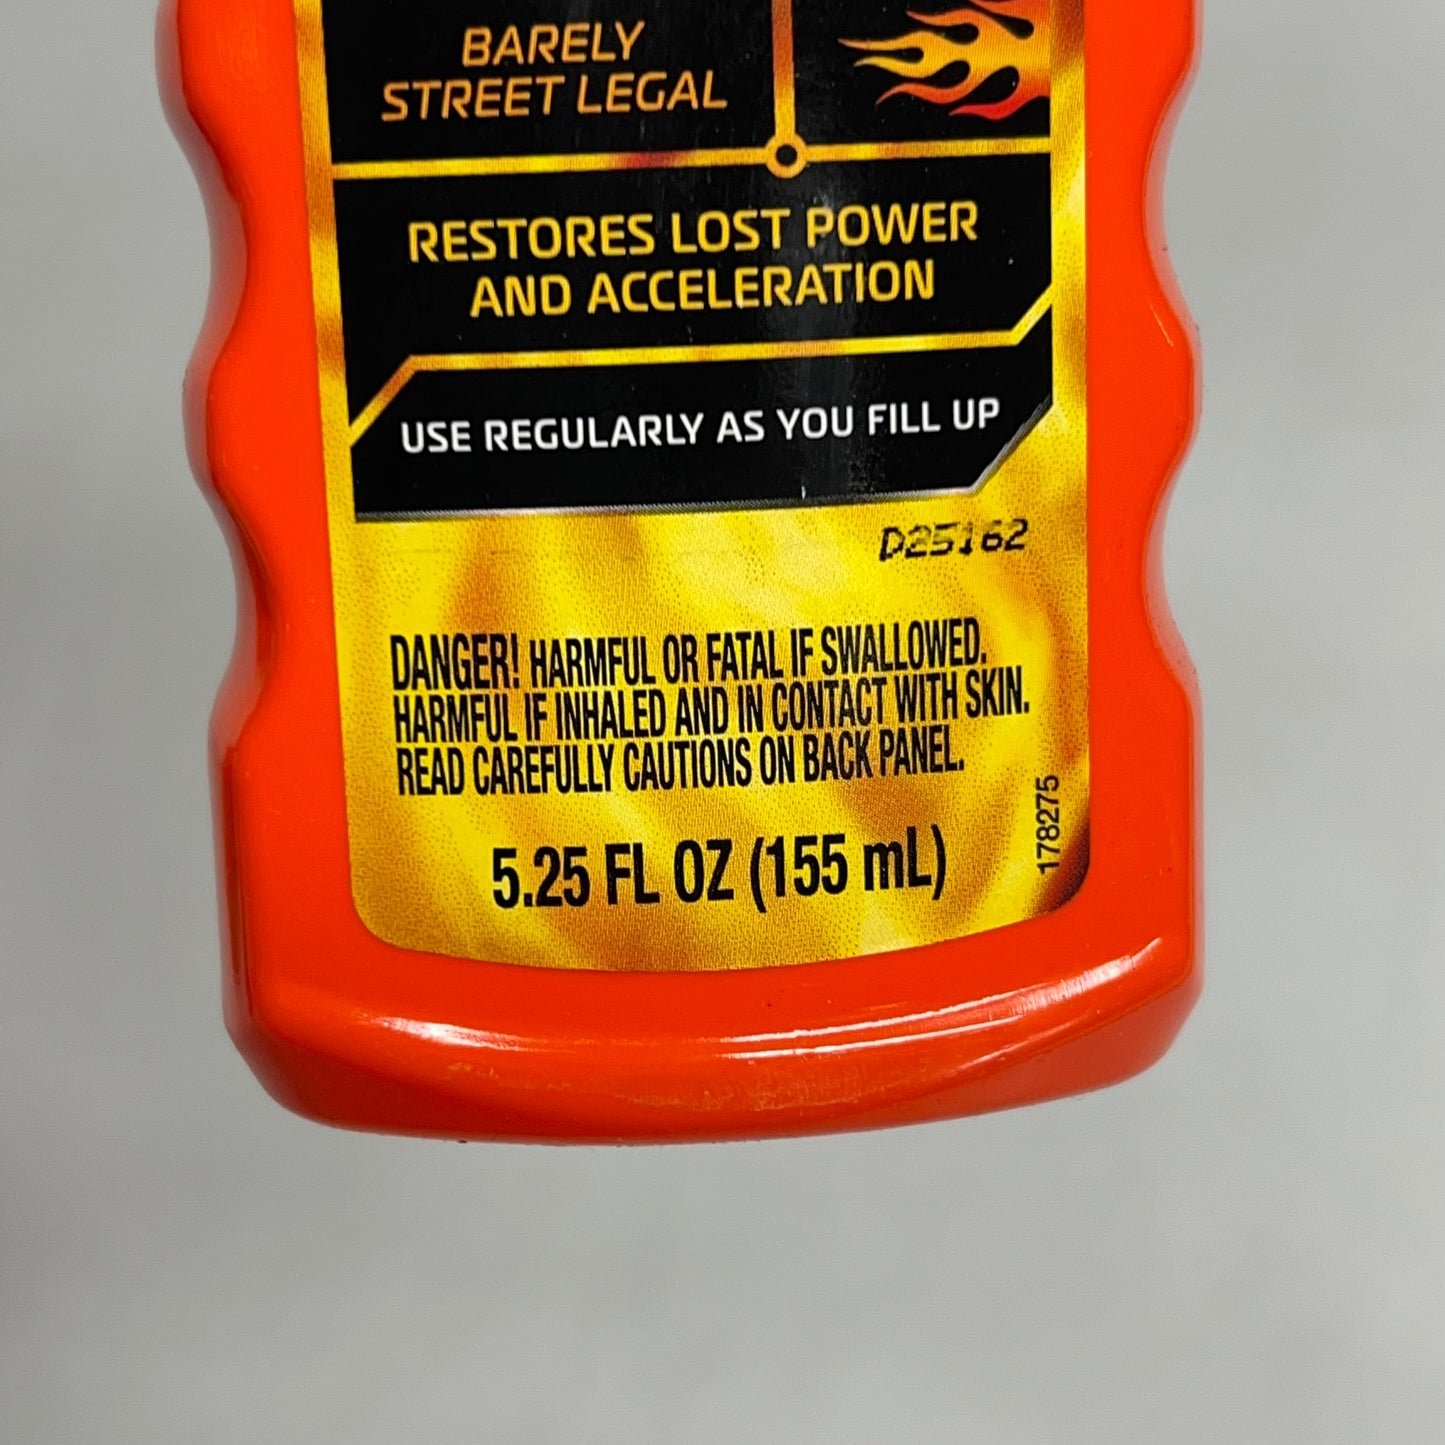 BARELY
STREET LEGAL
RESTORES LOST POWER
AND ACCELERATION
USE REGULARLY AS YOU FILL UP
D25162
DANGER! HARMFUL OR FATAL IF SWALLOWED.
HARMFUL IF INHALED AND IN CONTACT WITH SKIN.
READ CAREFULLY CAUTIONS ON BACK PANEL.
178275
5.25 FL OZ (155 mL)